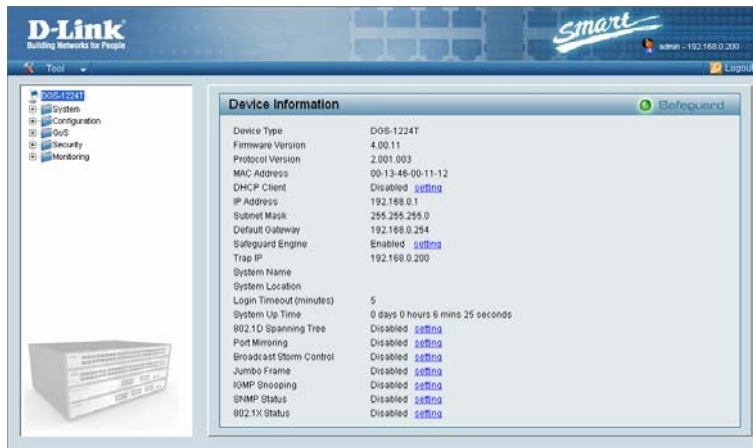 D-Link
Building Networks for People
Smart
admin - 192.168.0.200
Tool
Logout
DGS-1224T
System
Configuration
QoS
Security
Monitoring
Device Information
Safeguard
Device Type DGS-1224T
Firmware Version 4.00.11
Protocol Version 2.001.003
MAC Address 00-13-46-00-11-12
DHCP Client Disabled setting
IP Address 192.168.0.1
Subnet Mask 255.255.255.0
Default Gateway 192.168.0.254
Safeguard Engine Enabled setting
Trap IP 192.168.0.200
System Name
System Location
Login Timeout (minutes) 5
System Up Time 0 days 0 hours 6 mins 25 seconds
802.1D Spanning Tree Disabled setting
Port Mirroring Disabled setting
Broadcast Storm Control Disabled setting
Jumbo Frame Disabled setting
IGMP Snooping Disabled setting
SNMP Status Disabled setting
802.1X Status Disabled setting